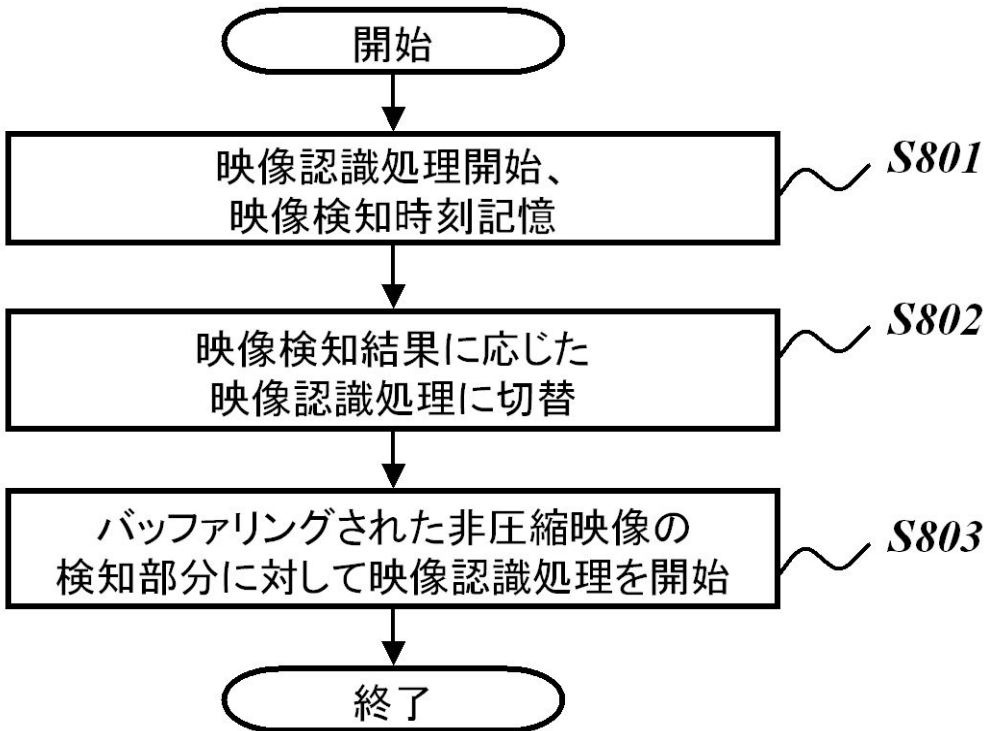 開始
映像認識処理開始、
映像検知時刻記憶
S801
映像検知結果に応じた
映像認識処理に切替
S802
バッファリングされた非圧縮映像の
検知部分に対して映像認識処理を開始
S803
終了